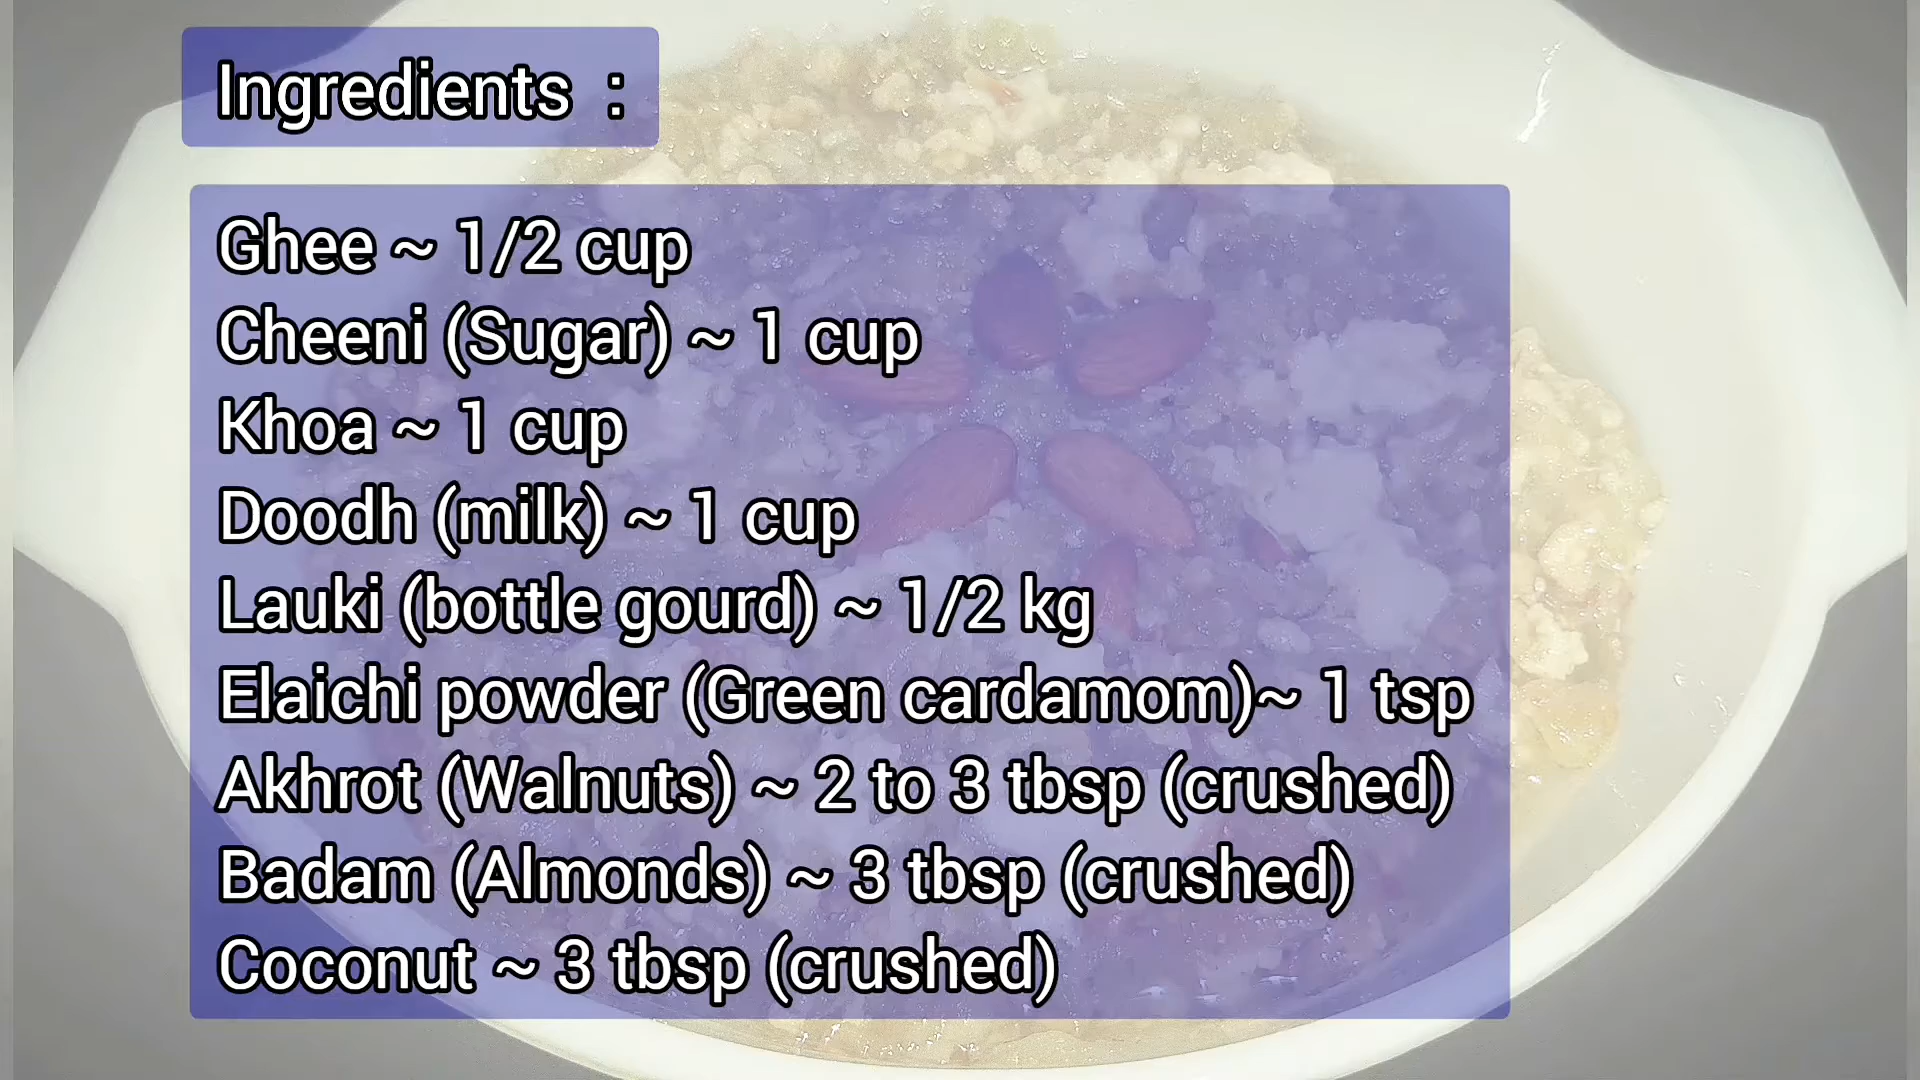 Ingredients :
Ghee ~ 1/2 cup
Cheeni (Sugar) ~ 1 cup
Khoa ~ 1 cup
Doodh (milk) ~ 1 cup
Lauki (bottle gourd) ~ 1/2 kg
Elaichi powder (Green cardamom)~ 1 tsp
Akhrot (Walnuts) ~ 2 to 3 tbsp (crushed)
Badam (Almonds) ~ 3 tbsp (crushed)
Coconut ~ 3 tbsp (crushed)